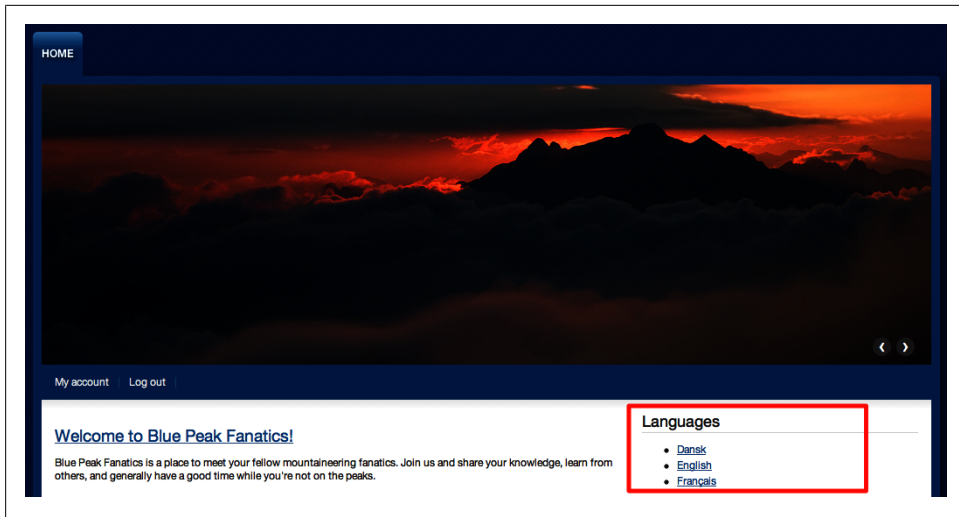 HOME
My account
Log out
Welcome to Blue Peak Fanatics!
Blue Peak Fanatics is a place to meet your fellow mountaineering fanatics. Join us and share your knowledge, learn from
others, and generally have a good time while you're not on the peaks.
Languages
Dansk
English
Français